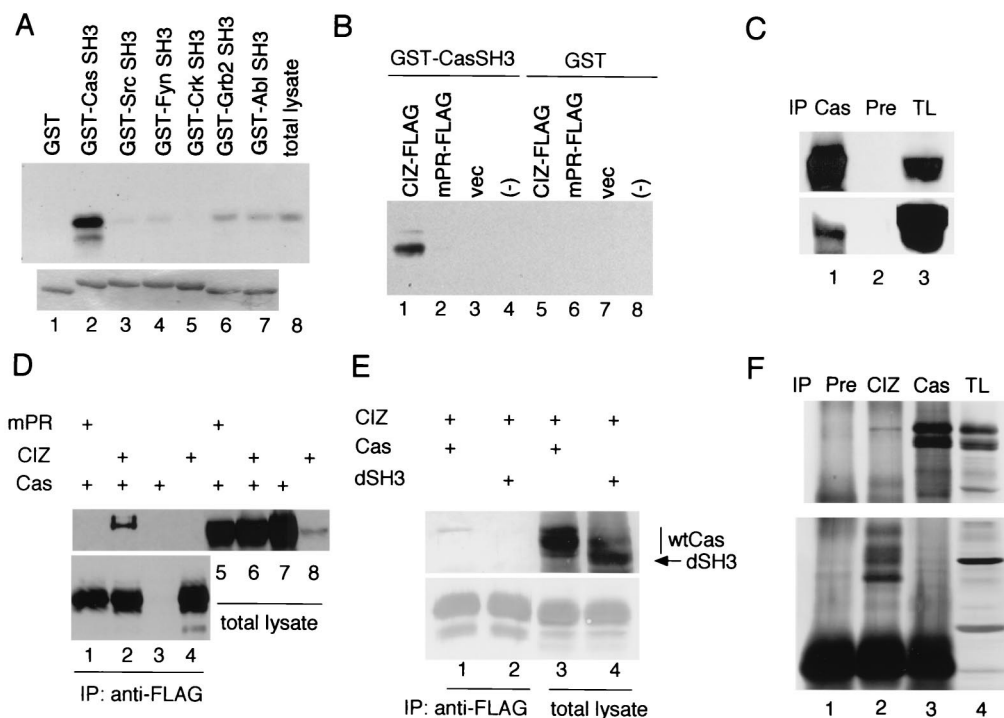 A
GST
GST-Cas SH3
GST-Src SH3
GST-Fyn SH3
GST-Crk SH3
GST-Grb2 SH3
GST-Abl SH3
total lysate
1 2 3 4 5 6 7 8
B
GST-CasSH3 GST
CIZ-FLAG
mPR-FLAG
vec
(-)
CIZ-FLAG
mPR-FLAG
vec
(-)
1 2 3 4 5 6 7 8
C
IP Cas Pre TL
1 2 3
D
mPR + +
CIZ + + + +
Cas + + + + + +
5 6 7 8
total lysate
1 2 3 4
IP: anti-FLAG
E
CIZ + + + +
Cas + +
dSH3 + +
wtCas
dSH3
1 2 3 4
IP: anti-FLAG total lysate
F
IP Pre CIZ Cas TL
1 2 3 4